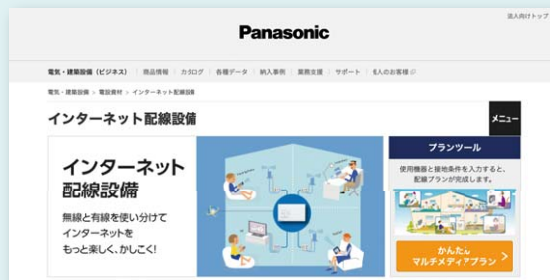 法人向けトップ
Panasonic
電気・建築設備（ビジネス） 商品情報 カタログ 各種データ 納入事例 業務支援 サポート
電気・建築設備 > 電設資材 > インターネット配線設備
インターネット配線設備
メニュー
インターネット
配線設備
無線と有線を使い分けて
インターネットを
もっと楽しく、かしこく!
プランツール
使用機器と接地条件を入力すると、
配線プランが完成します。
かんたん
マルチメディアプラン